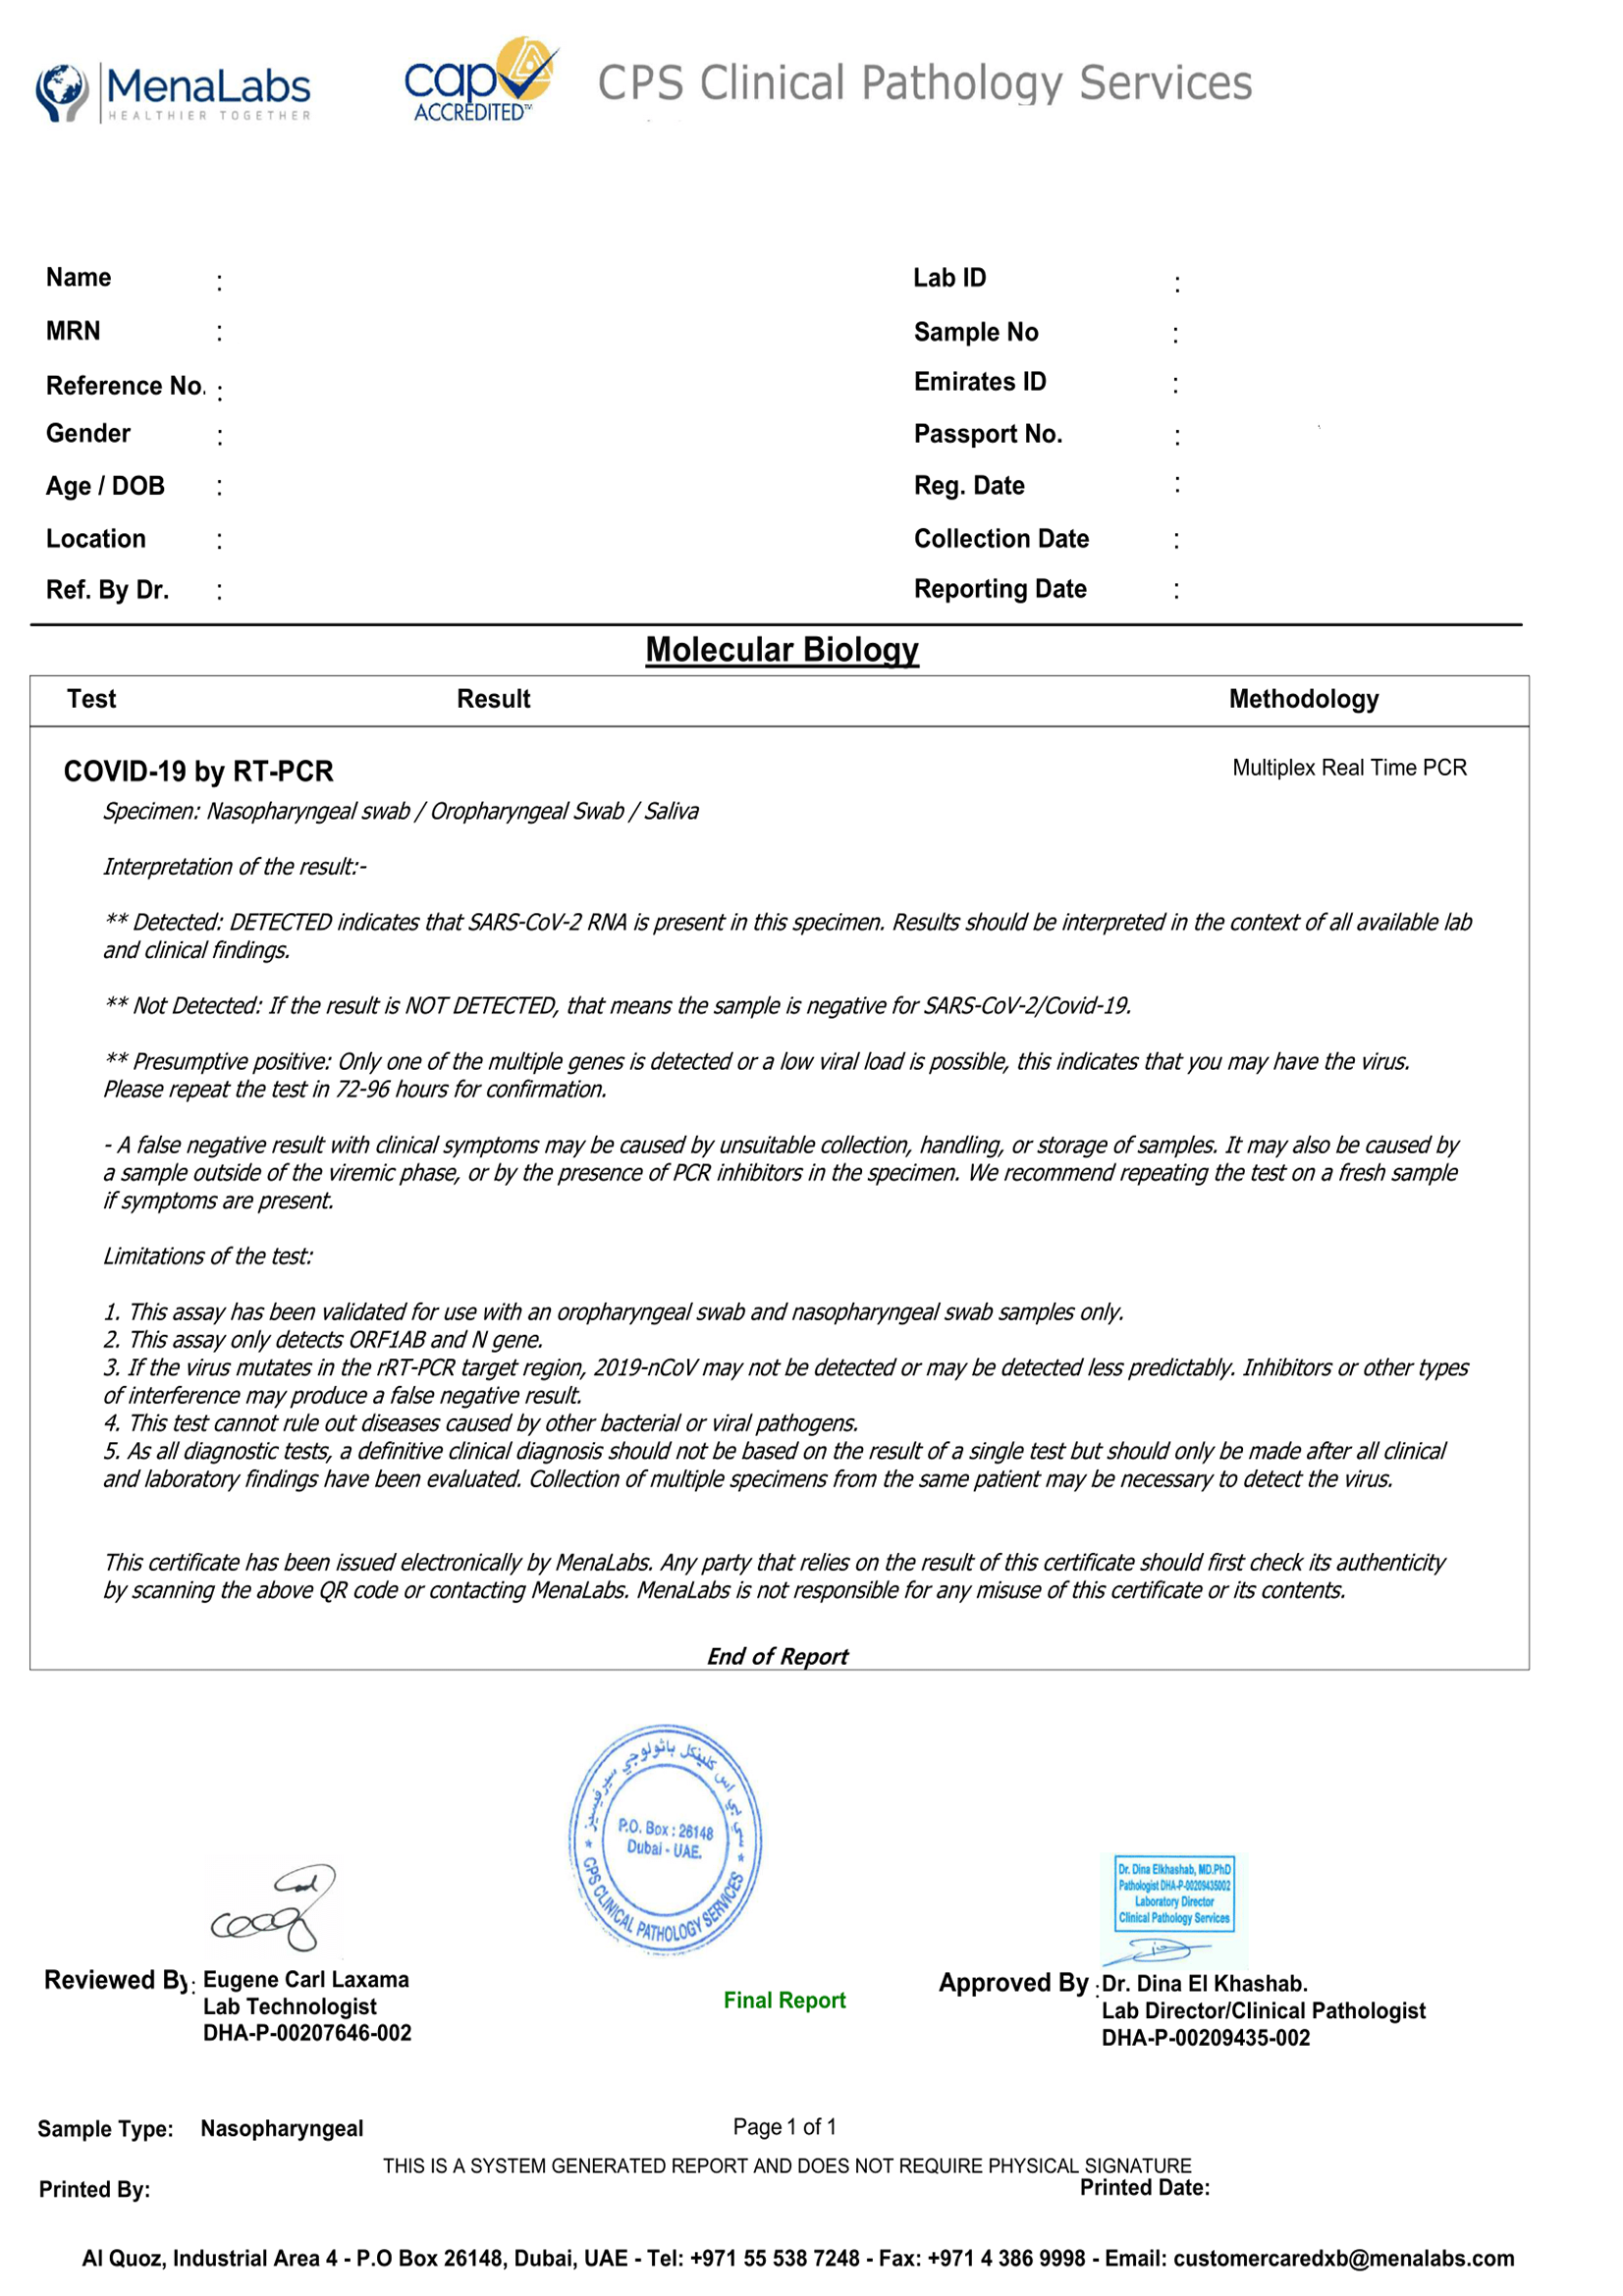 MenaLabs
HEALTHIER TOGETHER
cap
ACCREDITED™
CPS Clinical Pathology Services
Name :
Lab ID :
MRN :
Sample No :
Reference No. :
Emirates ID :
Gender :
Passport No. :
Age / DOB :
Reg. Date :
Location :
Collection Date :
Ref. By Dr. :
Reporting Date :
Molecular Biology
Test Result Methodology
COVID-19 by RT-PCR Multiplex Real Time PCR
Specimen: Nasopharyngeal swab / Oropharyngeal Swab / Saliva
Interpretation of the result:-
** Detected: DETECTED indicates that SARS-CoV-2 RNA is present in this specimen. Results should be interpreted in the context of all available lab
and clinical findings.
** Not Detected: If the result is NOT DETECTED, that means the sample is negative for SARS-CoV-2/Covid-19.
** Presumptive positive: Only one of the multiple genes is detected or a low viral load is possible, this indicates that you may have the virus.
Please repeat the test in 72-96 hours for confirmation.
- A false negative result with clinical symptoms may be caused by unsuitable collection, handling, or storage of samples. It may also be caused by
a sample outside of the viremic phase, or by the presence of PCR inhibitors in the specimen. We recommend repeating the test on a fresh sample
if symptoms are present.
Limitations of the test:
1. This assay has been validated for use with an oropharyngeal swab and nasopharyngeal swab samples only.
2. This assay only detects ORF1AB and N gene.
3. If the virus mutates in the rRT-PCR target region, 2019-nCoV may not be detected or may be detected less predictably. Inhibitors or other types
of interference may produce a false negative result.
4. This test cannot rule out diseases caused by other bacterial or viral pathogens.
5. As all diagnostic tests, a definitive clinical diagnosis should not be based on the result of a single test but should only be made after all clinical
and laboratory findings have been evaluated. Collection of multiple specimens from the same patient may be necessary to detect the virus.
This certificate has been issued electronically by MenaLabs. Any party that relies on the result of this certificate should first check its authenticity
by scanning the above QR code or contacting MenaLabs. MenaLabs is not responsible for any misuse of this certificate or its contents.
End of Report
سي بي اس كلينكل باثولوجي سيرفيسيز
P.O. Box : 26148
Dubai - UAE.
* CPS CLINICAL PATHOLOGY SERVICES *
Dr. Dina Elkhashab, MD.PhD
Pathologist DHA-P-00209435002
Laboratory Director
Clinical Pathology Services
Reviewed By : Eugene Carl Laxama
Lab Technologist
DHA-P-00207646-002
Final Report
Approved By : Dr. Dina El Khashab.
Lab Director/Clinical Pathologist
DHA-P-00209435-002
Sample Type: Nasopharyngeal
Page 1 of 1
THIS IS A SYSTEM GENERATED REPORT AND DOES NOT REQUIRE PHYSICAL SIGNATURE
Printed By:
Printed Date:
Al Quoz, Industrial Area 4 - P.O Box 26148, Dubai, UAE - Tel: +971 55 538 7248 - Fax: +971 4 386 9998 - Email: customercaredxb@menalabs.com